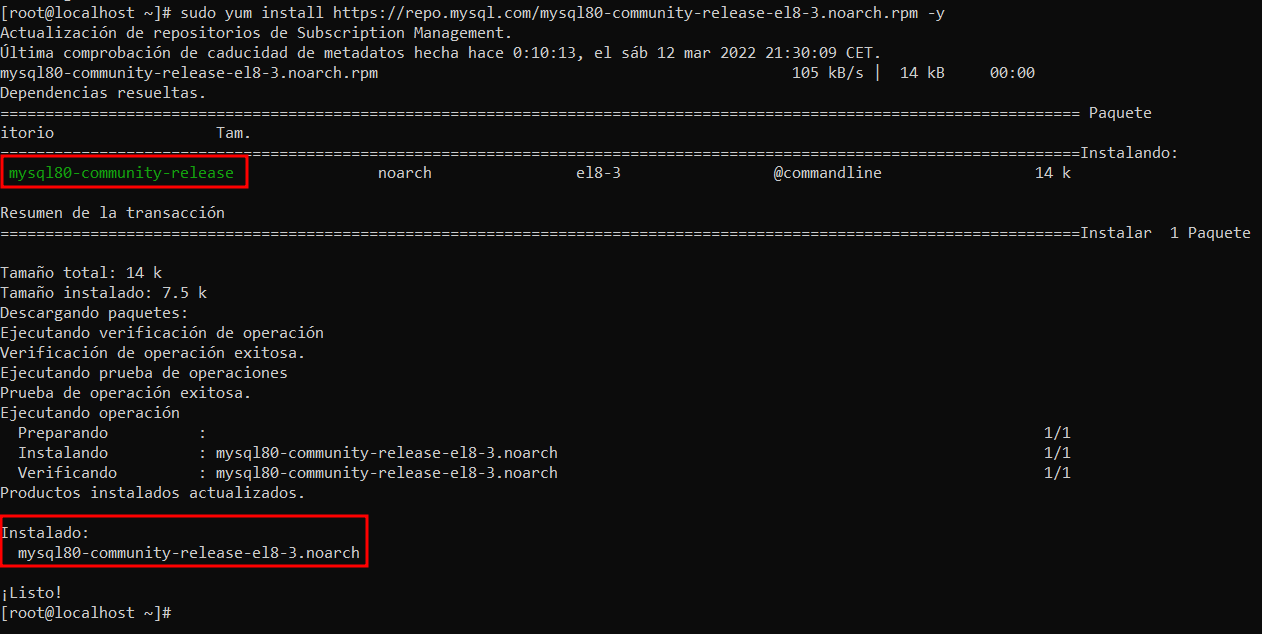 [root@localhost ~]# sudo yum install https://repo.mysql.com/mysql80-community-release-el8-3.noarch.rpm -y
Actualización de repositorios de Subscription Management.
Última comprobación de caducidad de metadatos hecha hace 0:10:13, el sáb 12 mar 2022 21:30:09 CET.
mysql80-community-release-el8-3.noarch.rpm 105 kB/s | 14 kB 00:00
Dependencias resueltas.
======================================================================================================================== Paquete
itorio Tam.
========================================================================================================================Instalando:
mysql80-community-release noarch el8-3 @commandline 14 k
Resumen de la transacción
========================================================================================================================Instalar 1 Paquete
Tamaño total: 14 k
Tamaño instalado: 7.5 k
Descargando paquetes:
Ejecutando verificación de operación
Verificación de operación exitosa.
Ejecutando prueba de operaciones
Prueba de operación exitosa.
Ejecutando operación
Preparando : 1/1
Instalando : mysql80-community-release-el8-3.noarch 1/1
Verificando : mysql80-community-release-el8-3.noarch 1/1
Productos instalados actualizados.
Instalado:
mysql80-community-release-el8-3.noarch
¡Listo!
[root@localhost ~]#